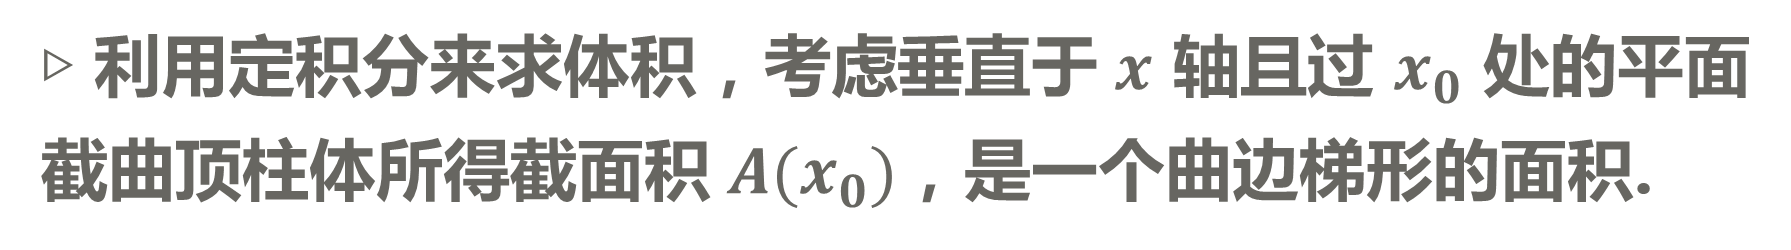 ▷ 利用定积分来求体积，考虑垂直于 x 轴且过 x₀ 处的平面
截曲顶柱体所得截面积 A(x₀)，是一个曲边梯形的面积.